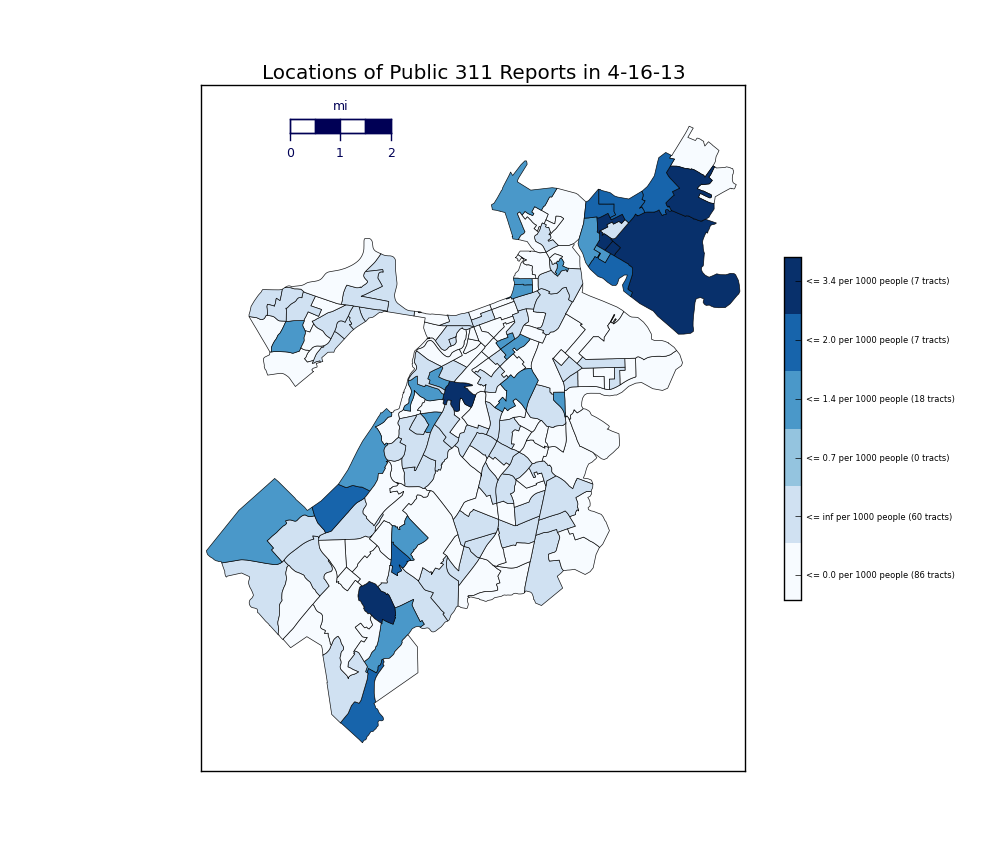 Locations of Public 311 Reports in 4-16-13
mi
0 1 2
<= 3.4 per 1000 people (7 tracts)
<= 2.0 per 1000 people (7 tracts)
<= 1.4 per 1000 people (18 tracts)
<= 0.7 per 1000 people (0 tracts)
<= inf per 1000 people (60 tracts)
<= 0.0 per 1000 people (86 tracts)